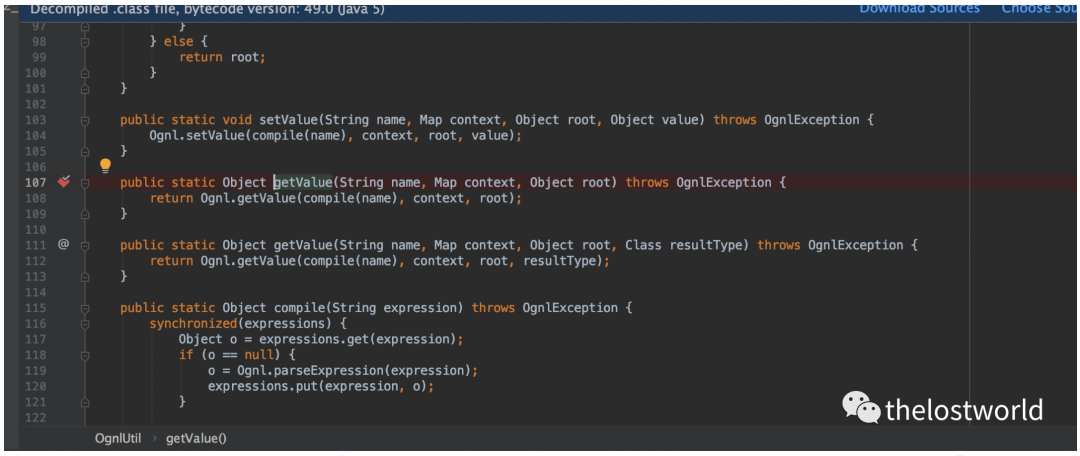 Decompiled .class file, bytecode version: 49.0 (Java 5) Download Sources Choose Sou
97 }
98 } else {
99 return root;
100 }
101 }
102
103 public static void setValue(String name, Map context, Object root, Object value) throws OgnlException {
104 Ognl.setValue(compile(name), context, root, value);
105 }
106
107 public static Object getValue(String name, Map context, Object root) throws OgnlException {
108 return Ognl.getValue(compile(name), context, root);
109 }
110
111 @ public static Object getValue(String name, Map context, Object root, Class resultType) throws OgnlException {
112 return Ognl.getValue(compile(name), context, root, resultType);
113 }
114
115 public static Object compile(String expression) throws OgnlException {
116 synchronized(expressions) {
117 Object o = expressions.get(expression);
118 if (o == null) {
119 o = Ognl.parseExpression(expression);
120 expressions.put(expression, o);
121 }
122
thelostworld
OgnlUtil › getValue()